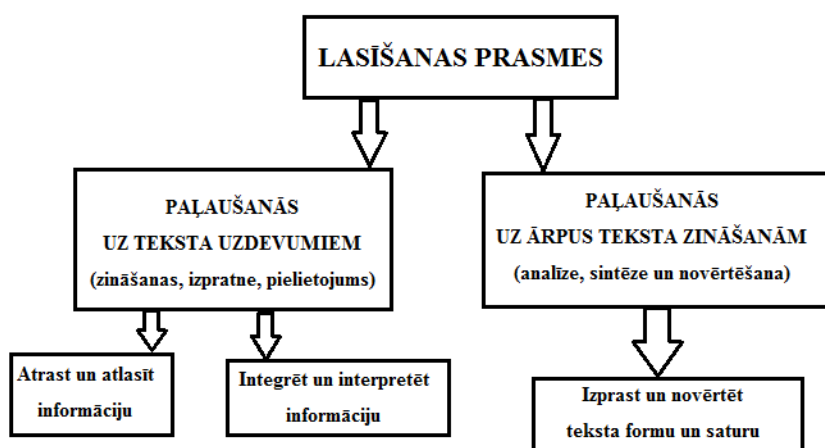 LASĪŠANAS PRASMES
PAĻAUŠANĀS
UZ TEKSTA UZDEVUMIEM
(zināšanas, izpratne, pielietojums)
PAĻAUŠANĀS
UZ ĀRPUS TEKSTA ZINĀŠANĀM
(analīze, sintēze un novērtēšana)
Atrast un atlasīt
informāciju
Integrēt un interpretēt
informāciju
Izprast un novērtēt
teksta formu un saturu